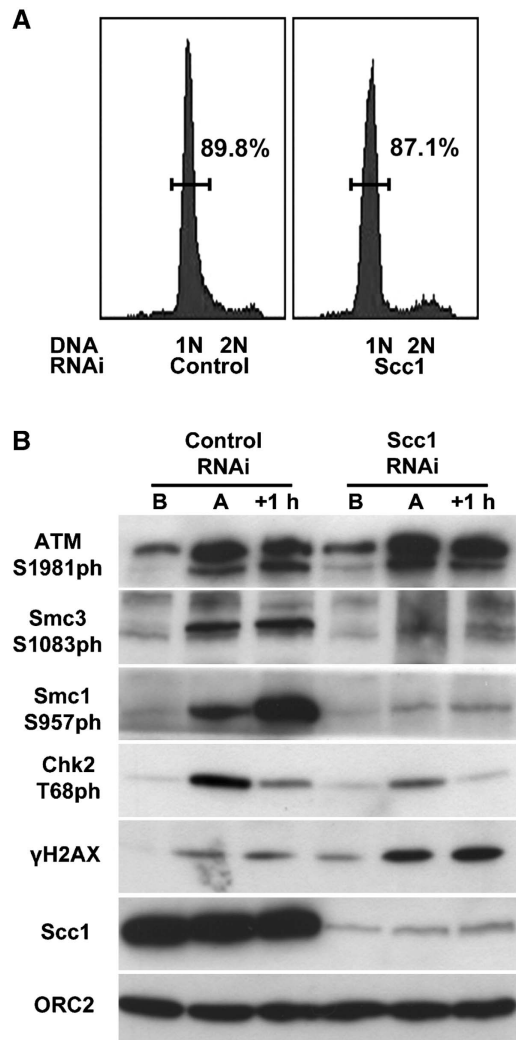 A
89.8%
87.1%
DNA 1N 2N 1N 2N
RNAi Control Scc1
B
Control RNAi
Scc1 RNAi
B A +1 h B A +1 h
ATM
S1981ph
Smc3
S1083ph
Smc1
S957ph
Chk2
T68ph
γH2AX
Scc1
ORC2